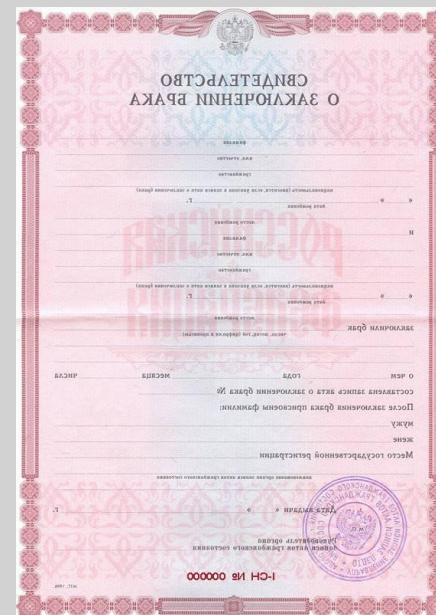 СВИДЕТЕЛЬСТВО
О ЗАКЛЮЧЕНИИ БРАКА
фамилия
имя, отчество
гражданство
национальность (вносится, если указана в записи акта о заключении брака)
« » г.
дата рождения
место рождения
и
фамилия
имя, отчество
гражданство
национальность (вносится, если указана в записи акта о заключении брака)
« » г.
дата рождения
место рождения
РОССИЙСКАЯ
ФЕДЕРАЦИЯ
заключили брак
число, месяц, год (цифрами и прописью)
о чем года месяца числа
составлена запись акта о заключении брака №
После заключения брака присвоены фамилии:
мужу
жене
Место государственной регистрации
наименование органа записи актов гражданского состояния
Дата выдачи « » г.
М.П.
Руководитель органа
записи актов гражданского состояния
I-СН № 000000